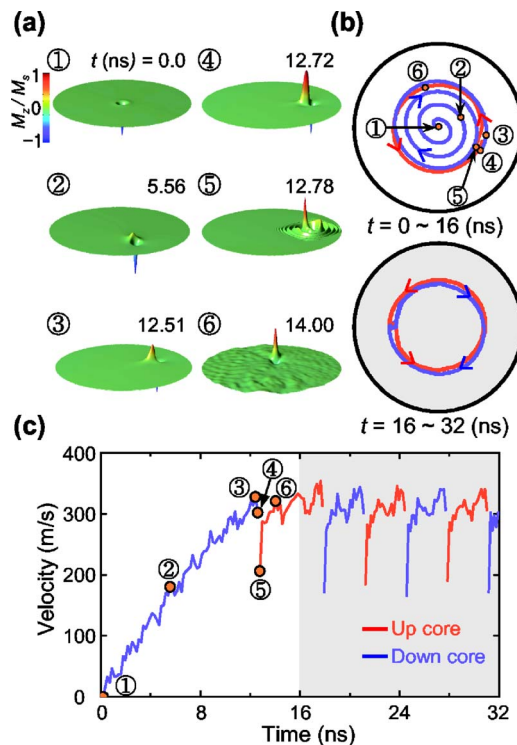 (a)
① t (ns) = 0.0
④ 12.72
M_z / M_s
1
0
−1
② 5.56
⑤ 12.78
③ 12.51
⑥ 14.00
(b)
⑥ ②
①
③
④
⑤
t = 0 ~ 16 (ns)
t = 16 ~ 32 (ns)
(c)
Velocity (m/s)
400
300
200
100
0
①
②
③
④
⑤
⑥
Up core
Down core
0 8 16 24 32
Time (ns)